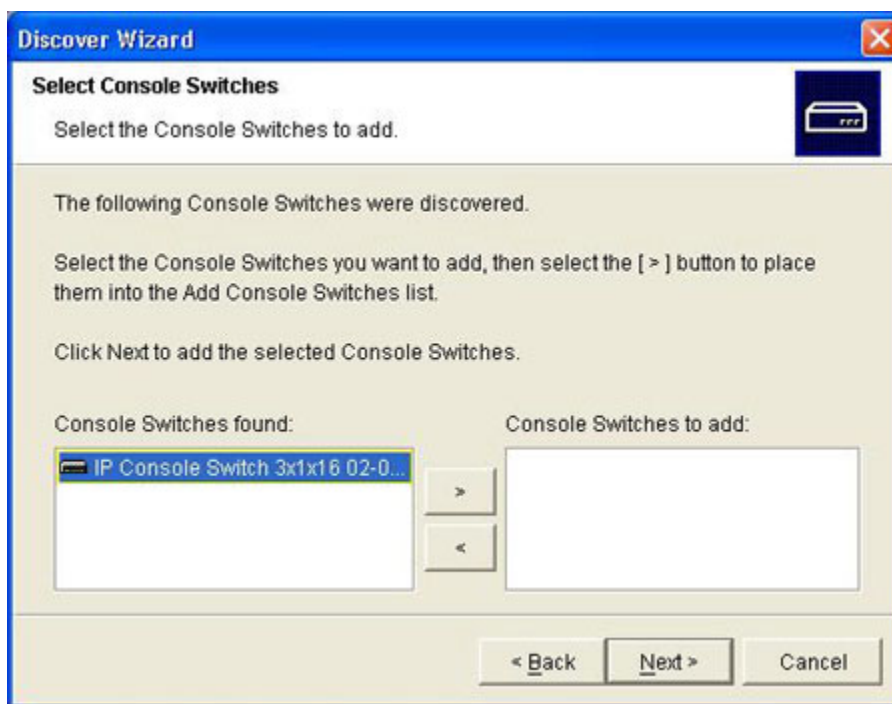 Discover Wizard
Select Console Switches
Select the Console Switches to add.
The following Console Switches were discovered.
Select the Console Switches you want to add, then select the [ > ] button to place
them into the Add Console Switches list.
Click Next to add the selected Console Switches.
Console Switches found:
Console Switches to add:
IP Console Switch 3x1x16 02-0...
>
<
< Back
Next >
Cancel